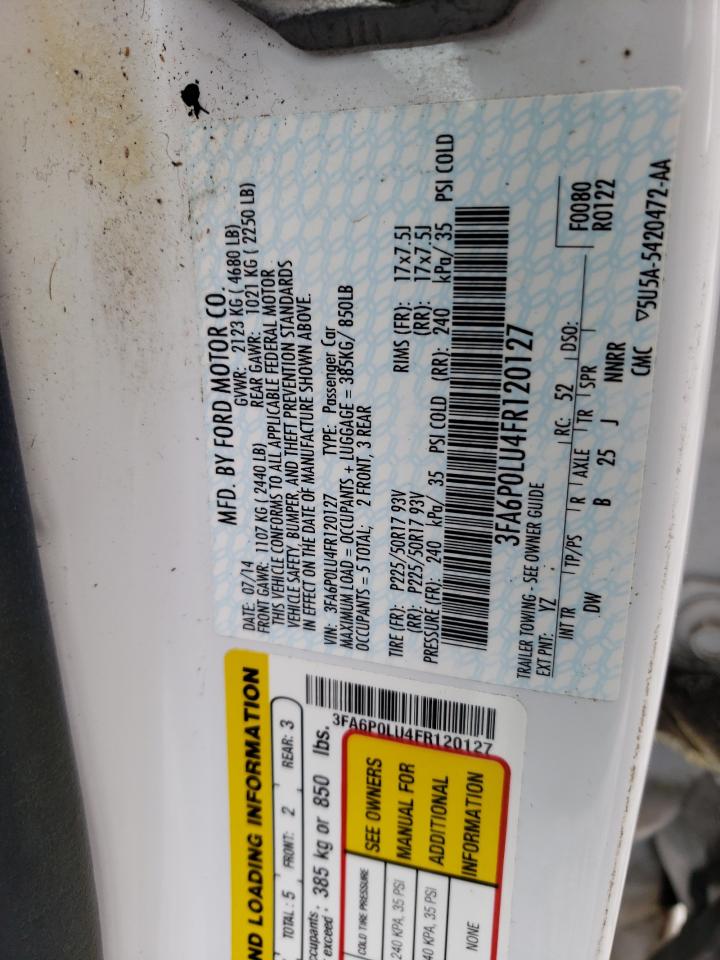 MFD. BY FORD MOTOR CO.
DATE: 07/14 GVWR: 2123 KG ( 4680 LB)
FRONT GAWR: 1107 KG ( 2440 LB) REAR GAWR: 1021 KG ( 2250 LB)
THIS VEHICLE CONFORMS TO ALL APPLICABLE FEDERAL MOTOR
VEHICLE SAFETY, BUMPER, AND THEFT PREVENTION STANDARDS
IN EFFECT ON THE DATE OF MANUFACTURE SHOWN ABOVE.
VIN: 3FA6P0LU4FR120127 TYPE: Passenger Car
MAXIMUM LOAD = OCCUPANTS + LUGGAGE = 385KG/ 850LB
OCCUPANTS = 5 TOTAL; 2 FRONT, 3 REAR
TIRE (FR): P225/50R17 93V RIMS (FR): 17x7.5J
(RR): P225/50R17 93V (RR): 17x7.5J
PRESSURE (FR): 240 kPa/ 35 PSI COLD (RR): 240 kPa/ 35 PSI COLD
3FA6P0LU4FR120127
TRAILER TOWING - SEE OWNER GUIDE
EXT PNT: YZ RC: 52 DSO: F0080
R0122
INT TR TP/PS R AXLE TR SPR
DW B 25 J NNRR
CMC ▽5U5A-5420472-AA
ND LOADING INFORMATION
TOTAL: 5 FRONT: 2 REAR: 3
ccupants
exceed: 385 kg or 850 lbs.
3FA6P0LU4FR120127
COLD TIRE PRESSURE
240 KPA, 35 PSI
40 KPA, 35 PSI
NONE
SEE OWNERS
MANUAL FOR
ADDITIONAL
INFORMATION